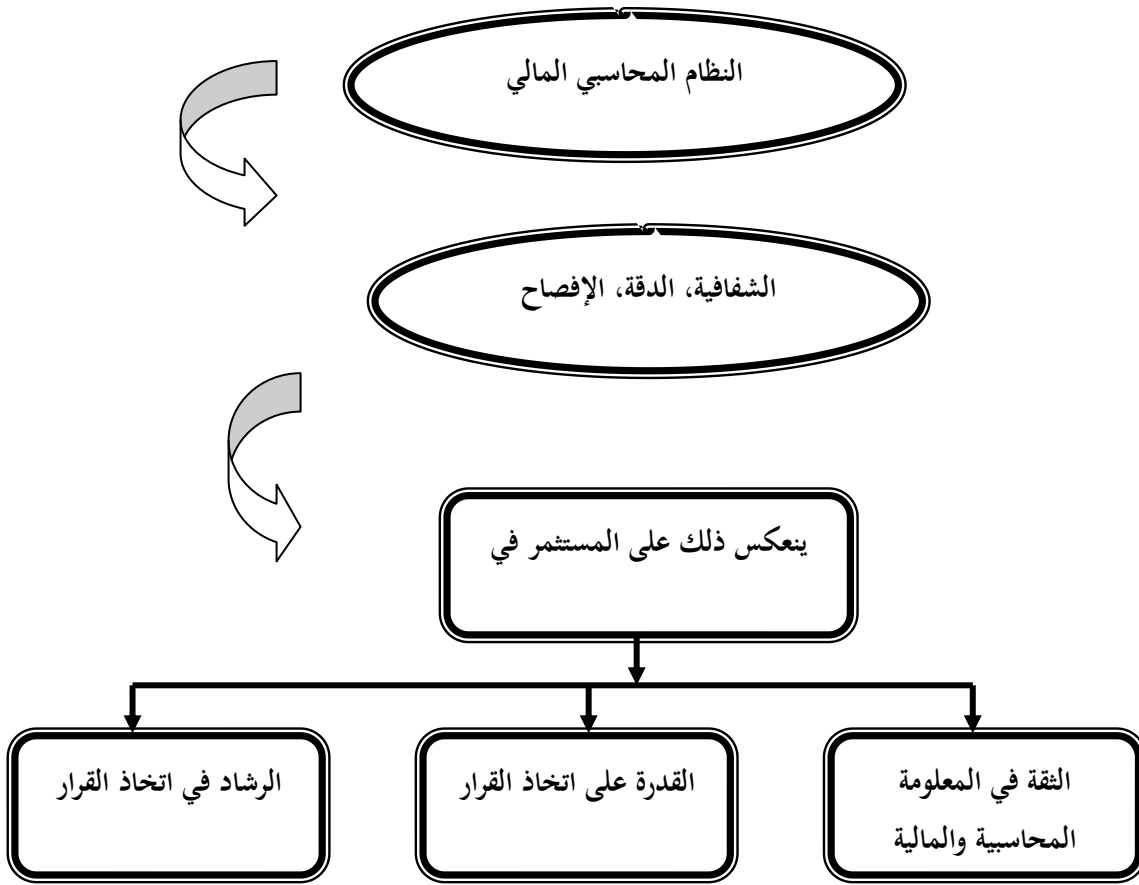 النظام المحاسبي المالي
الشفافية، الدقة، الإفصاح
ينعكس ذلك على المستثمر في
الثقة في المعلومة
المحاسبية والمالية
القدرة على اتخاذ القرار
الرشاد في اتخاذ القرار